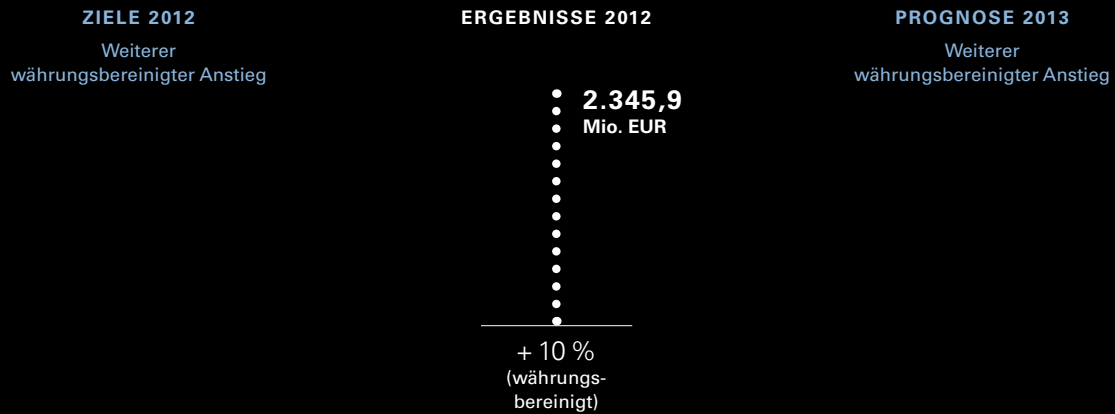 ZIELE 2012
Weiterer
währungsbereinigter Anstieg
ERGEBNISSE 2012
2.345,9
Mio. EUR
+ 10 %
(währungs-
bereinigt)
PROGNOSE 2013
Weiterer
währungsbereinigter Anstieg